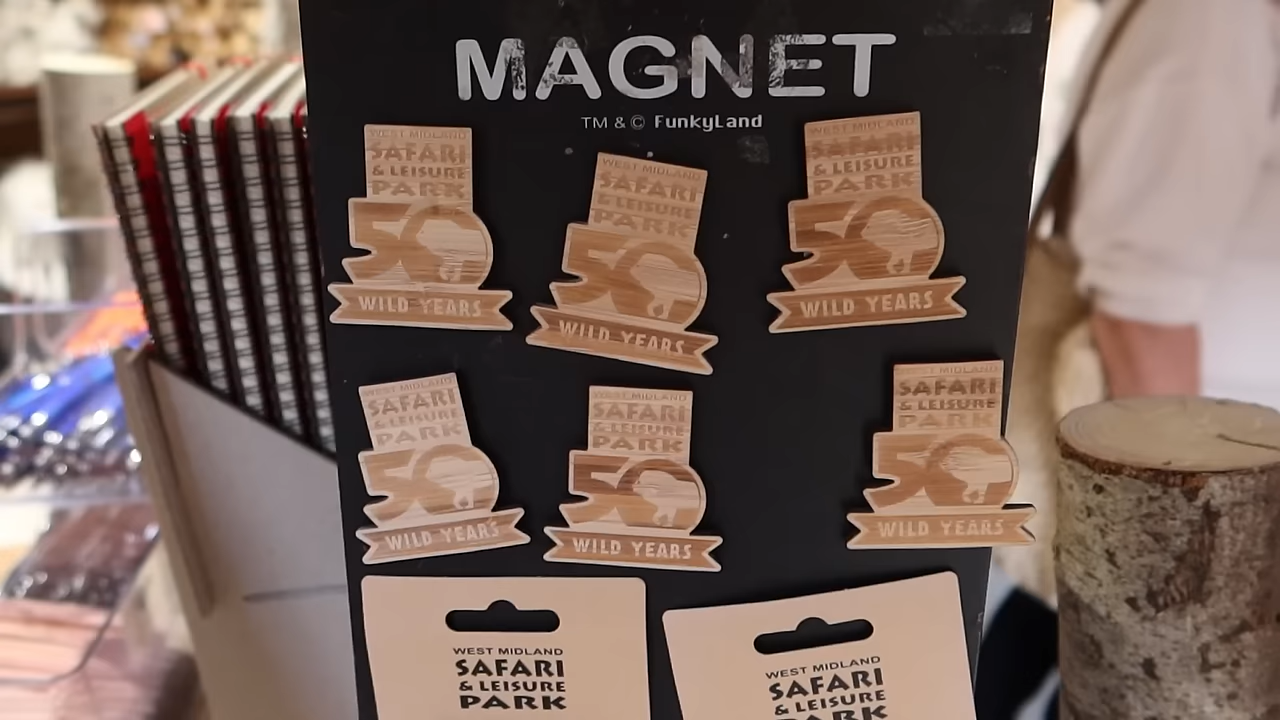 MAGNET
TM & © FunkyLand
WEST MIDLAND
SAFARI
& LEISURE
PARK
50
WILD YEARS
WEST MIDLAND
SAFARI
& LEISURE
PARK
50
WILD YEARS
WEST MIDLAND
SAFARI
& LEISURE
PARK
50
WILD YEARS
WEST MIDLAND
SAFARI
& LEISURE
PARK
50
WILD YEARS
WEST MIDLAND
SAFARI
& LEISURE
PARK
50
WILD YEARS
WEST MIDLAND
SAFARI
& LEISURE
PARK
50
WILD YEARS
WEST MIDLAND
SAFARI
& LEISURE
PARK
WEST MIDLAND
SAFARI
& LEISURE
PARK